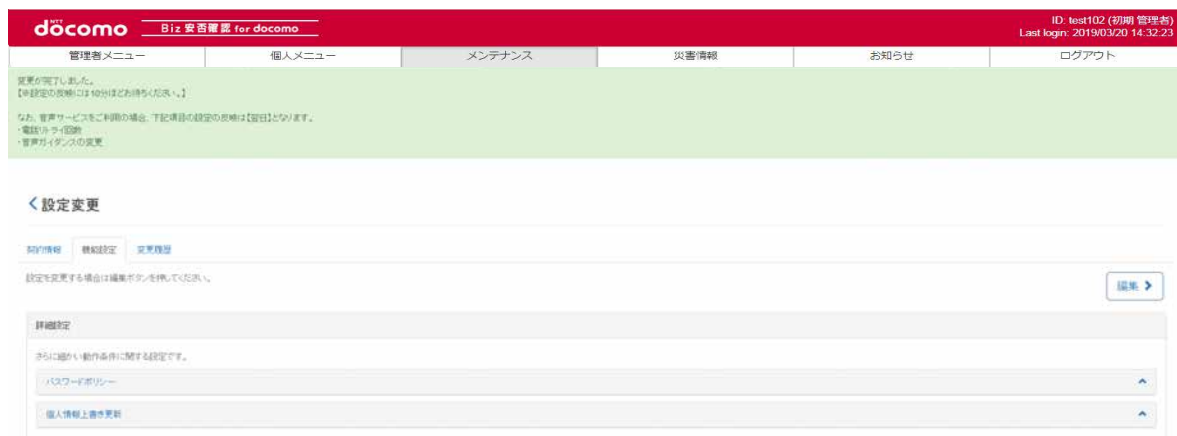 NTT
döcomo Biz 安否確認 for docomo
ID: test102 (初期 管理者)
Last login: 2019/03/20 14:32:23
管理者メニュー 個人メニュー メンテナンス 災害情報 お知らせ ログアウト
変更が完了しました。
【※設定の反映には10分ほどお待ちください。】
なお、音声サービスをご利用の場合、下記項目の設定の反映は【翌日】となります。
・電話リトライ回数
・音声ガイダンスの変更
設定変更
契約情報 機能設定 変更履歴
設定を変更する場合は編集ボタンを押してください。
編集
詳細設定
さらに細かい動作条件に関する設定です。
パスワードポリシー
個人情報上書き更新